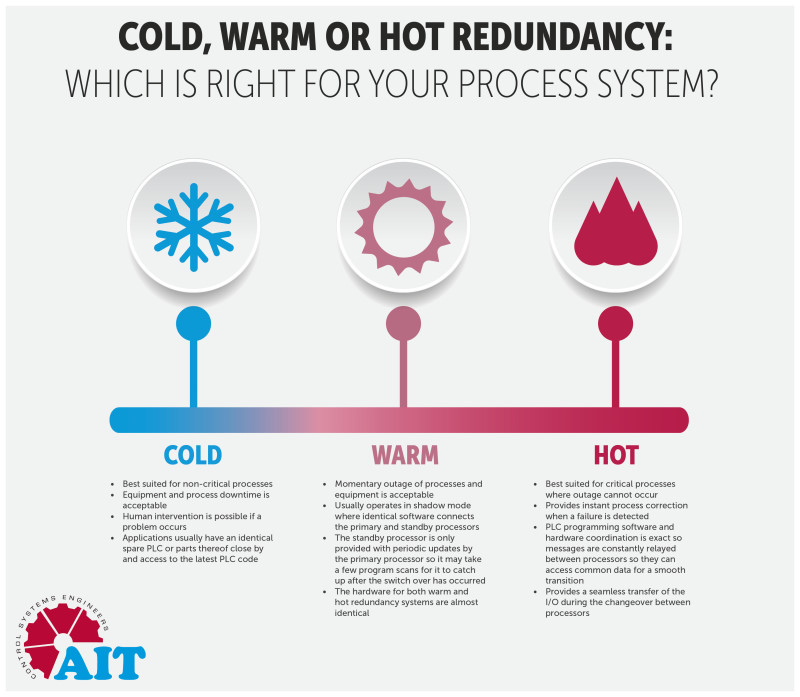 COLD, WARM OR HOT REDUNDANCY:
WHICH IS RIGHT FOR YOUR PROCESS SYSTEM?
COLD
• Best suited for non-critical processes
• Equipment and process downtime is
acceptable
• Human intervention is possible if a
problem occurs
• Applications usually have an identical
spare PLC or parts thereof close by
and access to the latest PLC code
WARM
• Momentary outage of processes and
equipment is acceptable
• Usually operates in shadow mode
where identical software connects
the primary and standby processors
• The standby processor is only
provided with periodic updates by
the primary processor so it may take
a few program scans for it to catch
up after the switch over has occurred
• The hardware for both warm and
hot redundancy systems are almost
identical
HOT
• Best suited for critical processes
where outage cannot occur
• Provides instant process correction
when a failure is detected
• PLC programming software and
hardware coordination is exact so
messages are constantly relayed
between processors so they can
access common data for a smooth
transition
• Provides a seamless transfer of the
I/O during the changeover between
processors
CONTROL SYSTEMS ENGINEERS
AIT